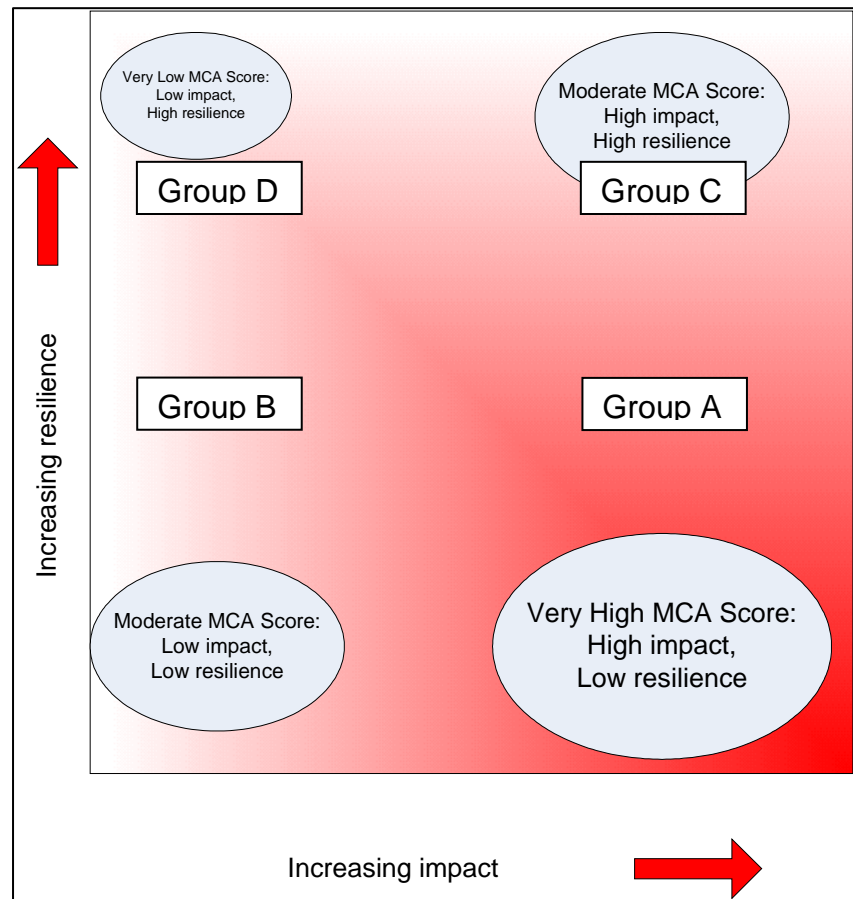 Very Low MCA Score:
Low impact,
High resilience
Moderate MCA Score:
High impact,
High resilience
Group D
Group C
Increasing resilience
Group B
Group A
Moderate MCA Score:
Low impact,
Low resilience
Very High MCA Score:
High impact,
Low resilience
Increasing impact